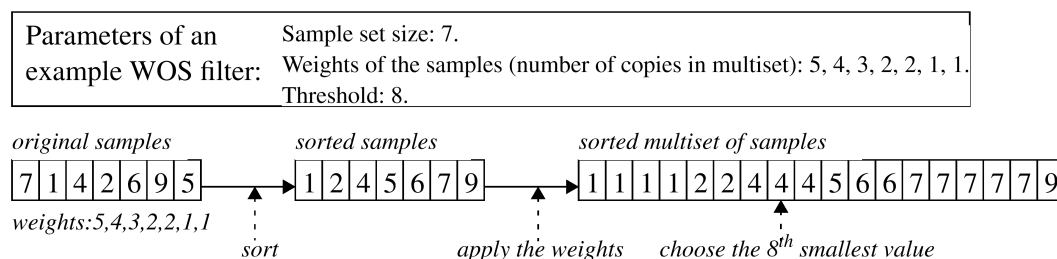 Parameters of an
example WOS filter:
Sample set size: 7.
Weights of the samples (number of copies in multiset): 5, 4, 3, 2, 2, 1, 1.
Threshold: 8.
original samples
7 1 4 2 6 9 5
weights:5,4,3,2,2,1,1
sort
sorted samples
1 2 4 5 6 7 9
apply the weights
sorted multiset of samples
1 1 1 1 2 2 4 4 4 5 6 6 7 7 7 7 7 9
choose the 8th smallest value